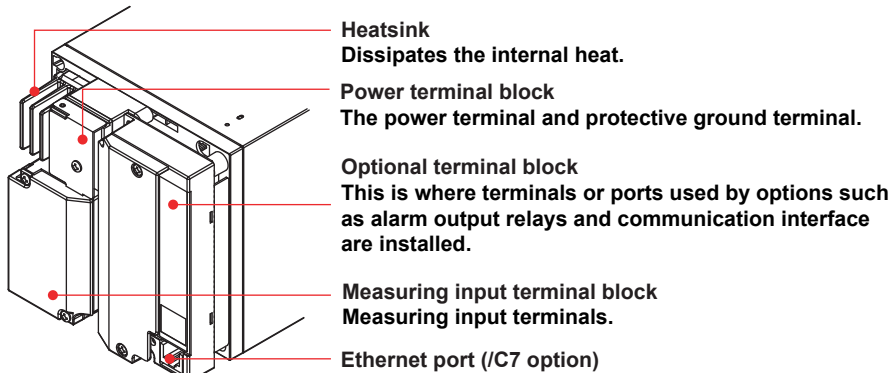 Heatsink
Dissipates the internal heat.
Power terminal block
The power terminal and protective ground terminal.
Optional terminal block
This is where terminals or ports used by options such
as alarm output relays and communication interface
are installed.
Measuring input terminal block
Measuring input terminals.
Ethernet port (/C7 option)